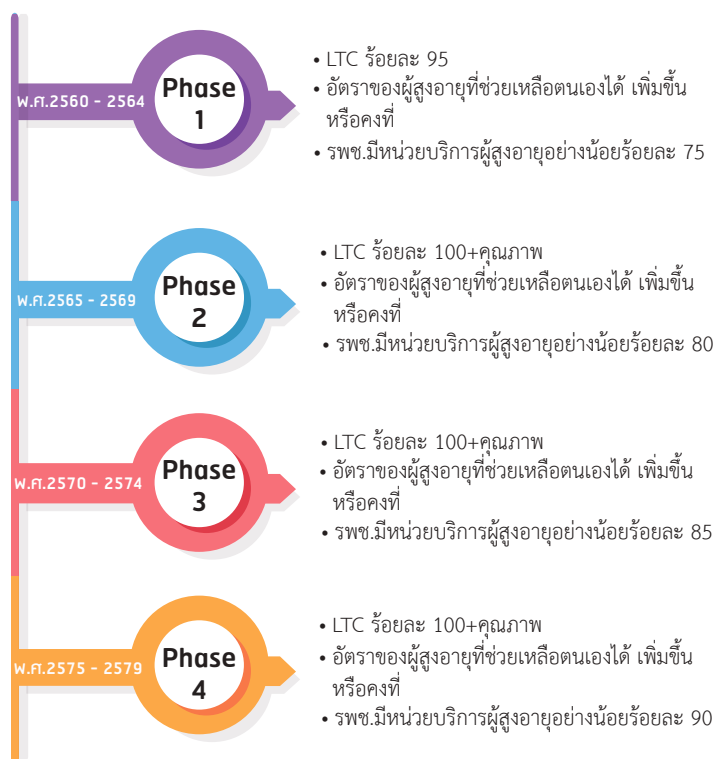 พ.ศ.2560 - 2564
Phase
1
• LTC ร้อยละ 95
• อัตราของผู้สูงอายุที่ช่วยเหลือตนเองได้ เพิ่มขึ้น
หรือคงที่
• รพช.มีหน่วยบริการผู้สูงอายุอย่างน้อยร้อยละ 75
พ.ศ.2565 - 2569
Phase
2
• LTC ร้อยละ 100+คุณภาพ
• อัตราของผู้สูงอายุที่ช่วยเหลือตนเองได้ เพิ่มขึ้น
หรือคงที่
• รพช.มีหน่วยบริการผู้สูงอายุอย่างน้อยร้อยละ 80
พ.ศ.2570 - 2574
Phase
3
• LTC ร้อยละ 100+คุณภาพ
• อัตราของผู้สูงอายุที่ช่วยเหลือตนเองได้ เพิ่มขึ้น
หรือคงที่
• รพช.มีหน่วยบริการผู้สูงอายุอย่างน้อยร้อยละ 85
พ.ศ.2575 - 2579
Phase
4
• LTC ร้อยละ 100+คุณภาพ
• อัตราของผู้สูงอายุที่ช่วยเหลือตนเองได้ เพิ่มขึ้น
หรือคงที่
• รพช.มีหน่วยบริการผู้สูงอายุอย่างน้อยร้อยละ 90